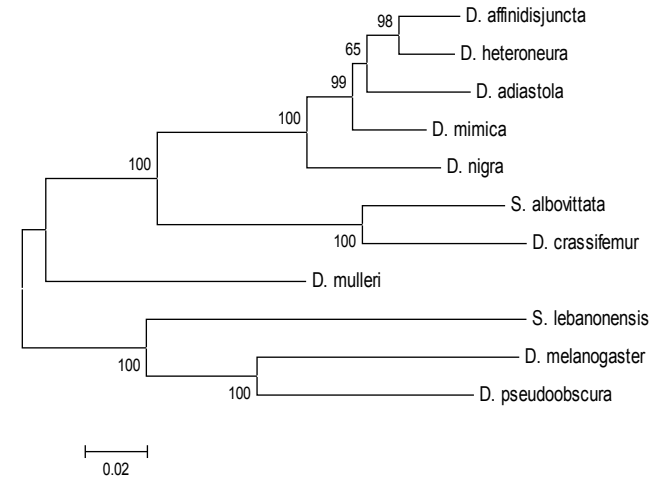 98
D. affinidisjuncta
D. heteroneura
65
D. adiastola
99
D. mimica
100
D. nigra
100
S. albovittata
100
D. crassifemur
D. mulleri
S. lebanonensis
100
D. melanogaster
100
D. pseudoobscura
0.02